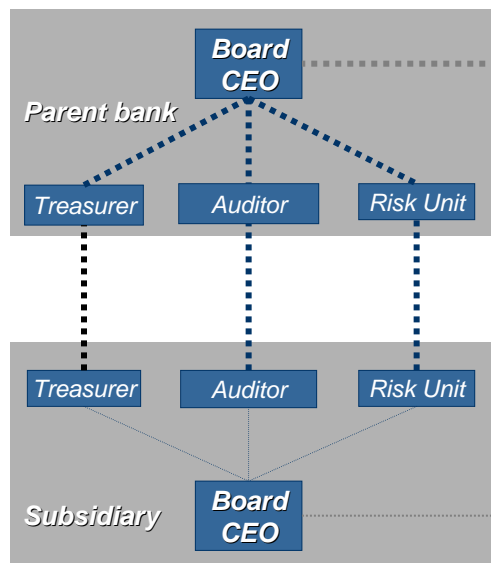 Board
CEO
Parent bank
Treasurer
Auditor
Risk Unit
Treasurer
Auditor
Risk Unit
Subsidiary
Board
CEO